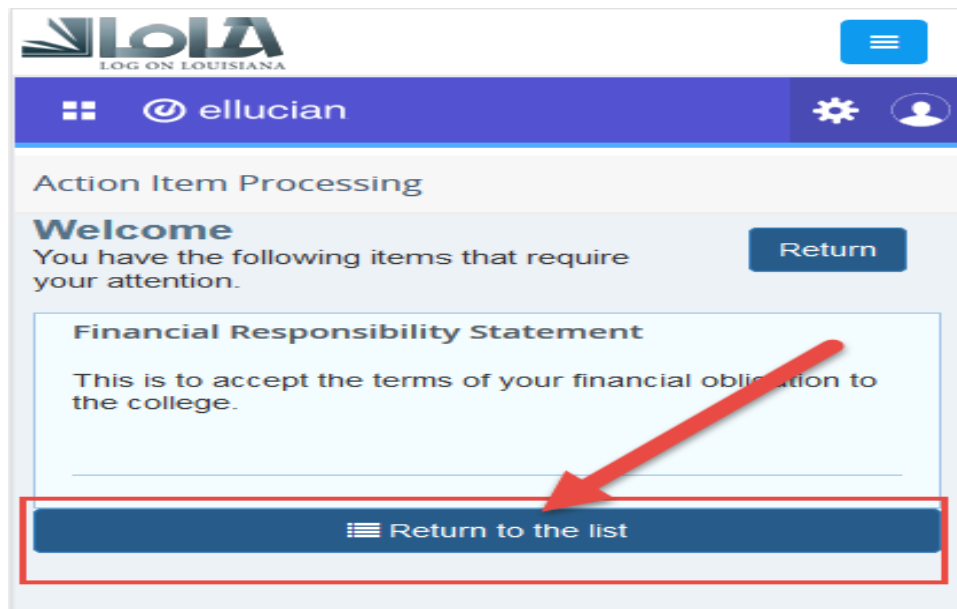 LOLA
LOG ON LOUISIANA
ellucian
Action Item Processing
Welcome
You have the following items that require
your attention.
Return
Financial Responsibility Statement
This is to accept the terms of your financial obligation to
the college.
Return to the list